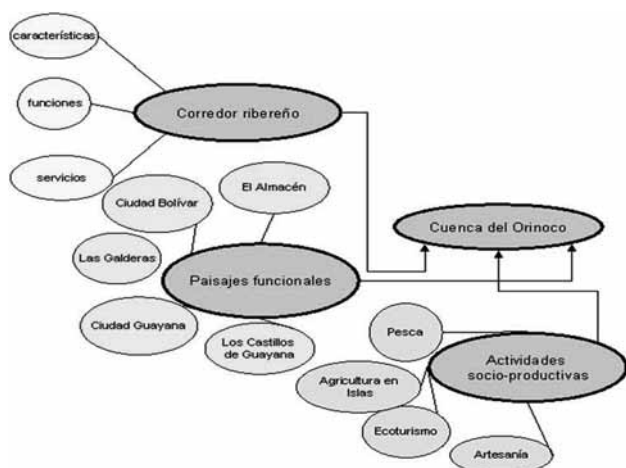 características
funciones
servicios
Corredor ribereño
El Almacén
Ciudad Bolívar
Las Galderas
Paisajes funcionales
Ciudad Guayana
Los Castillos
de Guayana
Cuenca del Orinoco
Pesca
Agricultura en
Islas
Ecoturismo
Actividades
socio-productivas
Artesanía